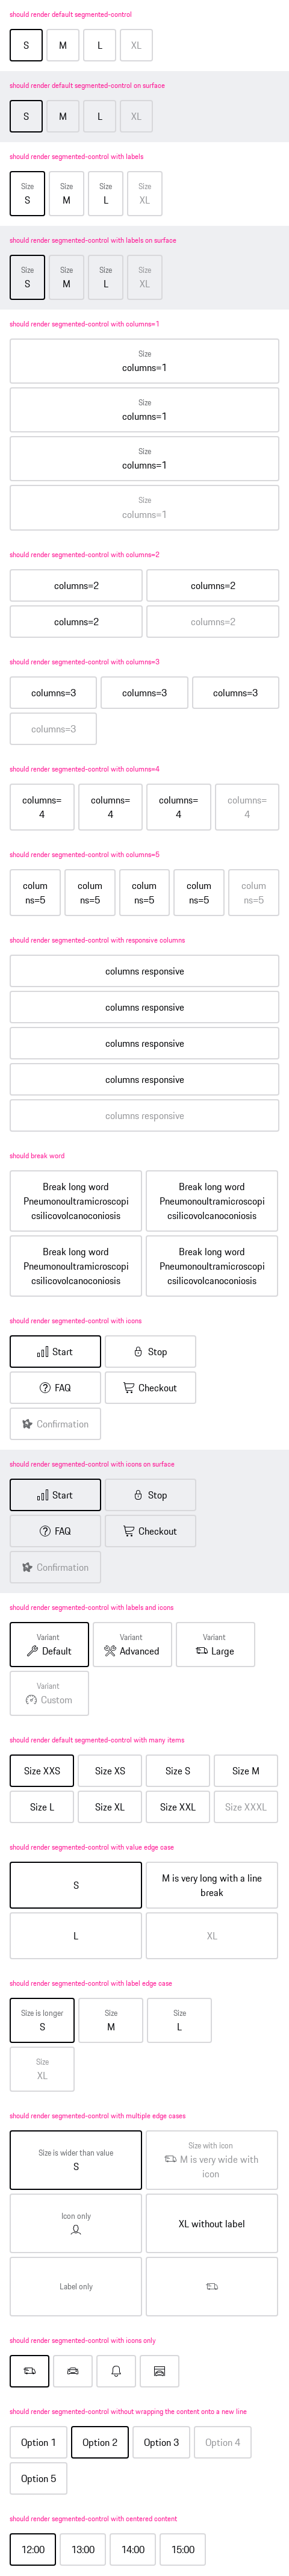 should render default segmented-control
S M L XL
should render default segmented-control on surface
S M L XL
should render segmented-control with labels
Size Size Size Size
S M L XL
should render segmented-control with labels on surface
Size Size Size Size
S M L XL
should render segmented-control with columns=1
Size
columns=1
Size
columns=1
Size
columns=1
Size
columns=1
should render segmented-control with columns=2
columns=2 columns=2
columns=2 columns=2
should render segmented-control with columns=3
columns=3 columns=3 columns=3
columns=3
should render segmented-control with columns=4
columns= columns= columns= columns=
4 4 4 4
should render segmented-control with columns=5
colum colum colum colum colum
ns=5 ns=5 ns=5 ns=5 ns=5
should render segmented-control with responsive columns
columns responsive
columns responsive
columns responsive
columns responsive
columns responsive
should break word
Break long word Break long word
Pneumonoultramicroscopi Pneumonoultramicroscopi
csilicovolcanoconiosis csilicovolcanoconiosis
Break long word Break long word
Pneumonoultramicroscopi Pneumonoultramicroscopi
csilicovolcanoconiosis csilicovolcanoconiosis
should render segmented-control with icons
Start Stop
FAQ Checkout
Confirmation
should render segmented-control with icons on surface
Start Stop
FAQ Checkout
Confirmation
should render segmented-control with labels and icons
Variant Variant Variant
Default Advanced Large
Variant
Custom
should render default segmented-control with many items
Size XXS Size XS Size S Size M
Size L Size XL Size XXL Size XXXL
should render segmented-control with value edge case
S M is very long with a line
break
L XL
should render segmented-control with label edge case
Size is longer Size Size
S M L
Size
XL
should render segmented-control with multiple edge cases
Size is wider than value Size with icon
S M is very wide with
icon
Icon only XL without label
Label only
should render segmented-control with icons only
should render segmented-control without wrapping the content onto a new line
Option 1 Option 2 Option 3 Option 4
Option 5
should render segmented-control with centered content
12:00 13:00 14:00 15:00